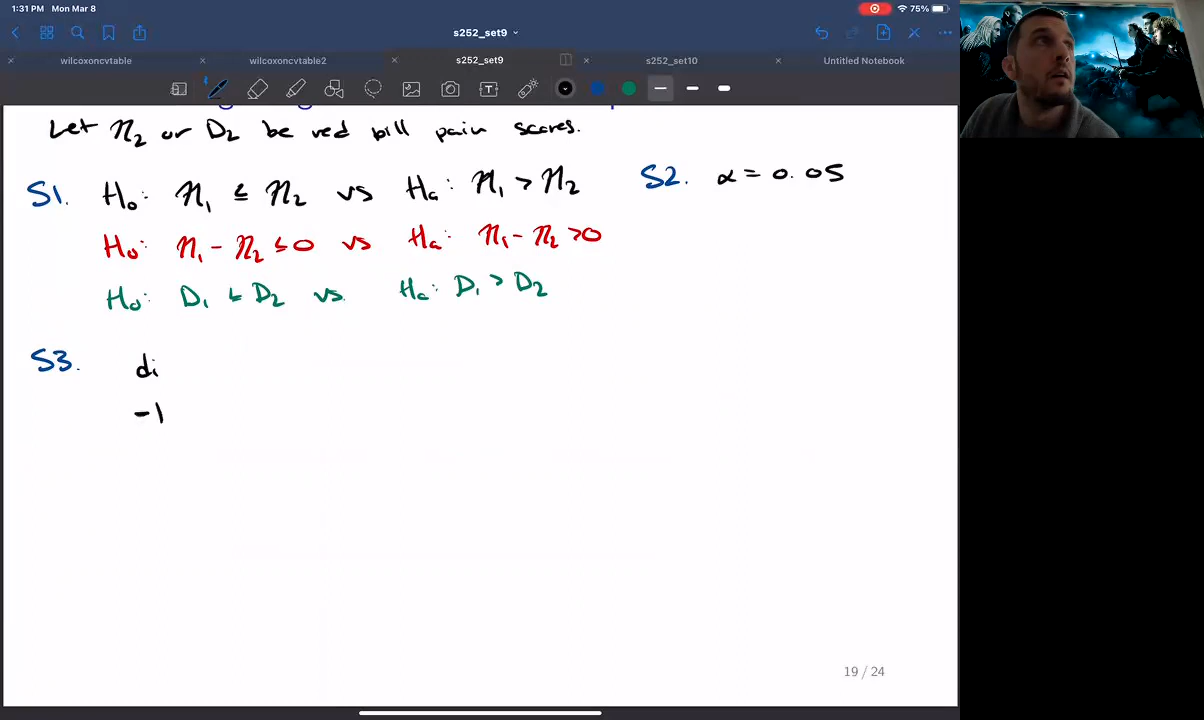 1:31 PM Mon Mar 8
75%
s252_set9
wilcoxoncvtable
wilcoxoncvtable2
s252_set9
s252_set10
Untitled Notebook
Let η₂ or D₂ be red pill pain scores.
S1. H₀: η₁ ≤ η₂ vs Hₐ: η₁ > η₂
S2. α = 0.05
H₀: η₁ - η₂ ≤ 0 vs Hₐ: η₁ - η₂ > 0
H₀: D₁ ≤ D₂ vs. Hₐ: D₁ > D₂
S3. di
-1
19 / 24